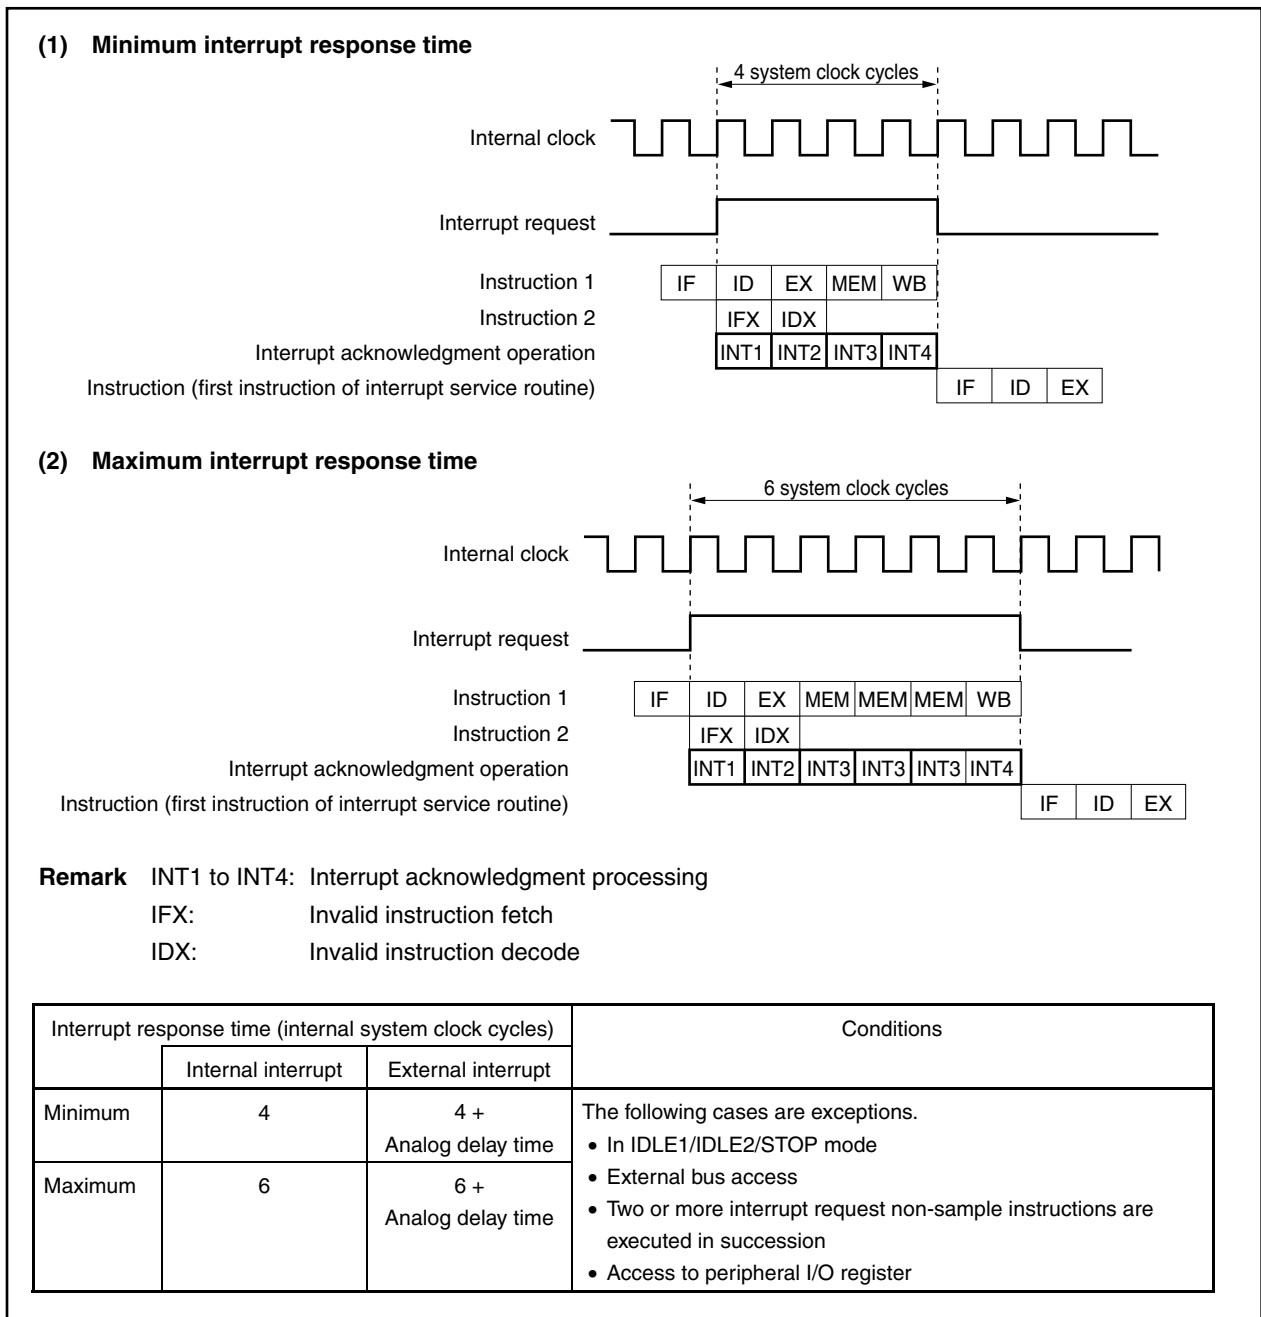 (1) Minimum interrupt response time
4 system clock cycles
Internal clock
Interrupt request
Instruction 1 IF ID EX MEM WB
Instruction 2 IFX IDX
Interrupt acknowledgment operation INT1 INT2 INT3 INT4
Instruction (first instruction of interrupt service routine) IF ID EX
(2) Maximum interrupt response time
6 system clock cycles
Internal clock
Interrupt request
Instruction 1 IF ID EX MEM MEM MEM WB
Instruction 2 IFX IDX
Interrupt acknowledgment operation INT1 INT2 INT3 INT3 INT3 INT4
Instruction (first instruction of interrupt service routine) IF ID EX
Remark INT1 to INT4: Interrupt acknowledgment processing
IFX: Invalid instruction fetch
IDX: Invalid instruction decode
Interrupt response time (internal system clock cycles) Conditions
Internal interrupt External interrupt
Minimum 4 4 +
Analog delay time
The following cases are exceptions.
• In IDLE1/IDLE2/STOP mode
Maximum 6 6 +
Analog delay time
• External bus access
• Two or more interrupt request non-sample instructions are
executed in succession
• Access to peripheral I/O register